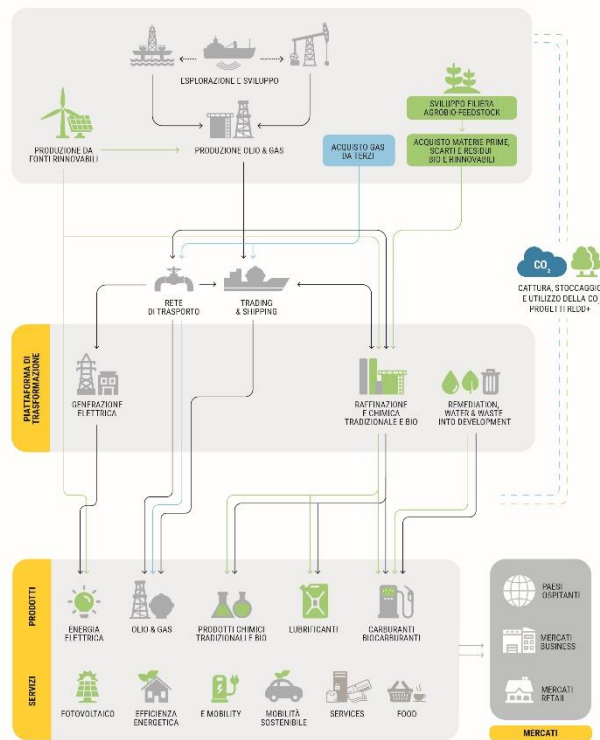 ESPLORAZIONE E SVILUPPO
SVILUPPO FILIERA
AGROBIO-FEEDSTOCK
PRODUZIONE DA
FONTI RINNOVABILI
PRODUZIONE OLIO & GAS
ACQUISTO GAS
DA TERZI
ACQUISTO MATERIE PRIME,
SCARTI E RESIDUI
BIO E RINNOVABILI
CO2
CATTURA, STOCCAGGIO
E UTILIZZO DELLA CO2
PROGETTI REDD+
RETE
DI TRASPORTO
TRADING
& SHIPPING
PIATTAFORMA DI
TRASFORMAZIONE
GENERAZIONE
ELETTRICA
RAFFINAZIONE
E CHIMICA
TRADIZIONALE E BIO
REMEDIATION,
WATER & WASTE
INTO DEVELOPMENT
PRODOTTI
ENERGIA
ELETTRICA
OLIO & GAS
PRODOTTI CHIMICI
TRADIZIONALI E BIO
LUBRIFICANTI
CARBURANTI
BIOCARBURANTI
SERVIZI
FOTOVOLTAICO
EFFICIENZA
ENERGETICA
E MOBILITY
MOBILITÀ
SOSTENIBILE
SERVICES
FOOD
PAESI
OSPITANTI
MERCATI
BUSINESS
MERCATI
RETAIL
MERCATI